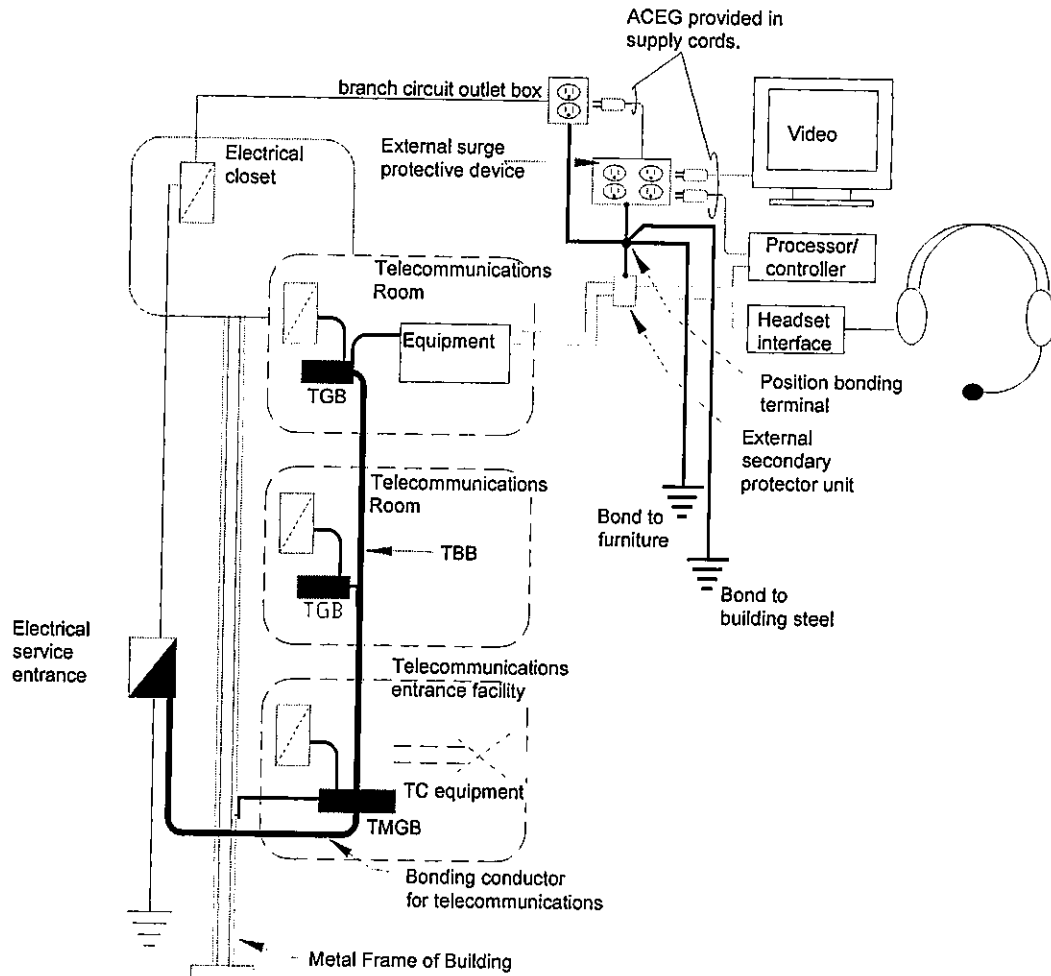 ACEG provided in
supply cords.
branch circuit outlet box
Video
Electrical
closet
External surge
protective device
Telecommunications
Room
Processor/
controller
Equipment
Headset
interface
TGB
Position bonding
terminal
External
secondary
protector unit
Telecommunications
Room
Bond to
furniture
TBB
TGB
Bond to
building steel
Electrical
service
entrance
Telecommunications
entrance facility
TC equipment
TMGB
Bonding conductor
for telecommunications
Metal Frame of Building